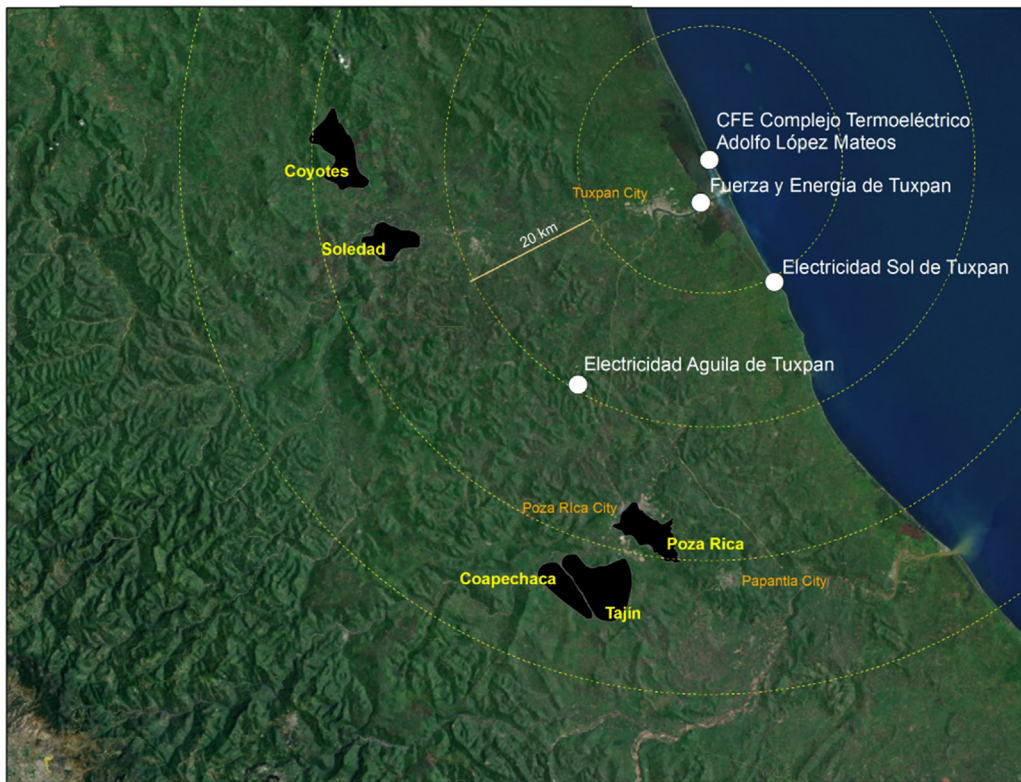 CFE Complejo Termoeléctrico
Adolfo López Mateos
Coyotes
Fuerza y Energía de Tuxpan
Tuxpan City
20 km
Soledad
Electricidad Sol de Tuxpan
Electricidad Aguila de Tuxpan
Poza RIca City
Poza Rica
Coapechaca
Papantla City
Tajín